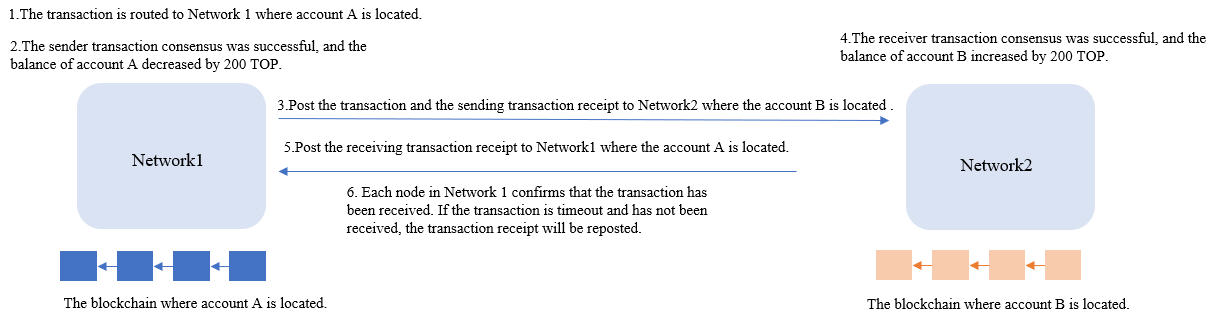 1.The transaction is routed to Network 1 where account A is located.
2.The sender transaction consensus was successful, and the
balance of account A decreased by 200 TOP.
4.The receiver transaction consensus was successful, and the
balance of account B increased by 200 TOP.
3.Post the transaction and the sending transaction receipt to Network2 where the account B is located .
5.Post the receiving transaction receipt to Network1 where the account A is located.
Network1
Network2
6. Each node in Network 1 confirms that the transaction has
been received. If the transaction is timeout and has not been
received, the transaction receipt will be reposted.
The blockchain where account A is located.
The blockchain where account B is located.